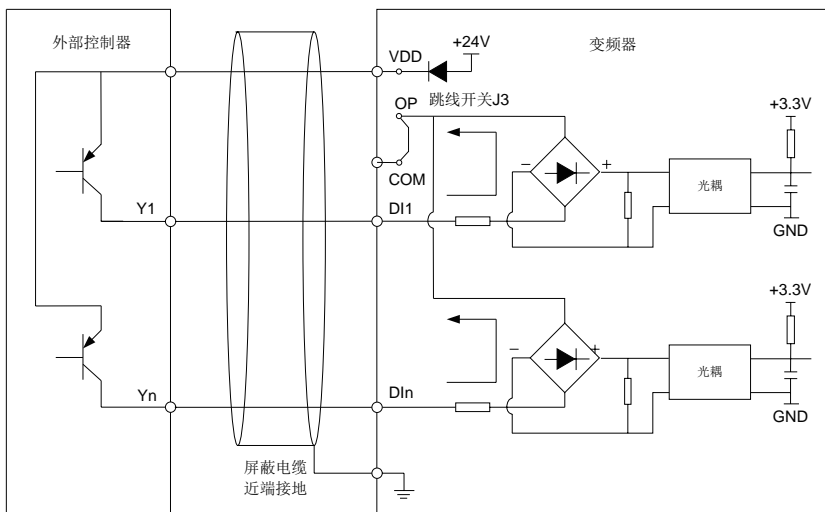 外部控制器
变频器
VDD
+24V
OP
跳线开关J3
COM
+3.3V
−
+
光耦
GND
Y1
DI1
+3.3V
−
+
光耦
GND
Yn
DIn
屏蔽电缆
近端接地